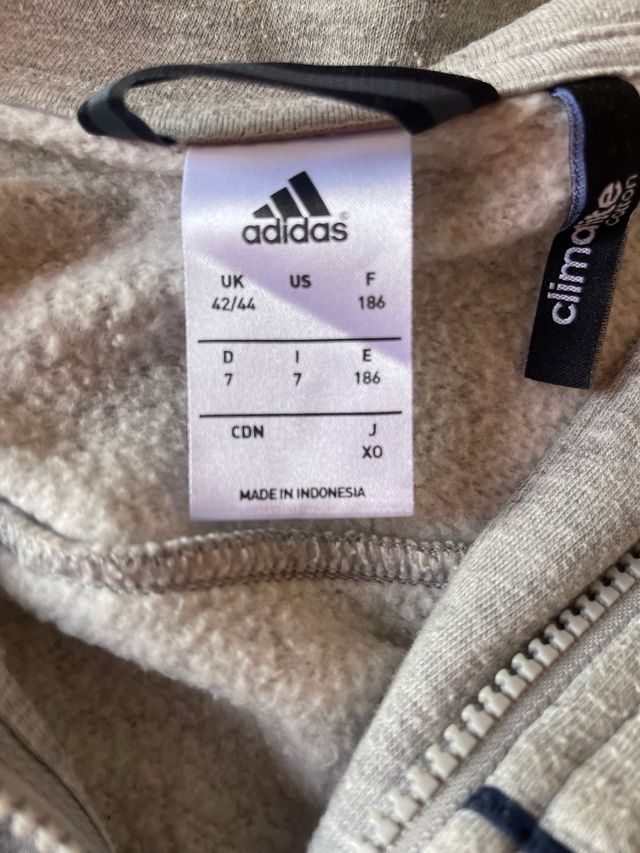 adidas®
UK US F
42/44 186
D I E
7 7 186
CDN J
XO
MADE IN INDONESIA
climalite
cotton